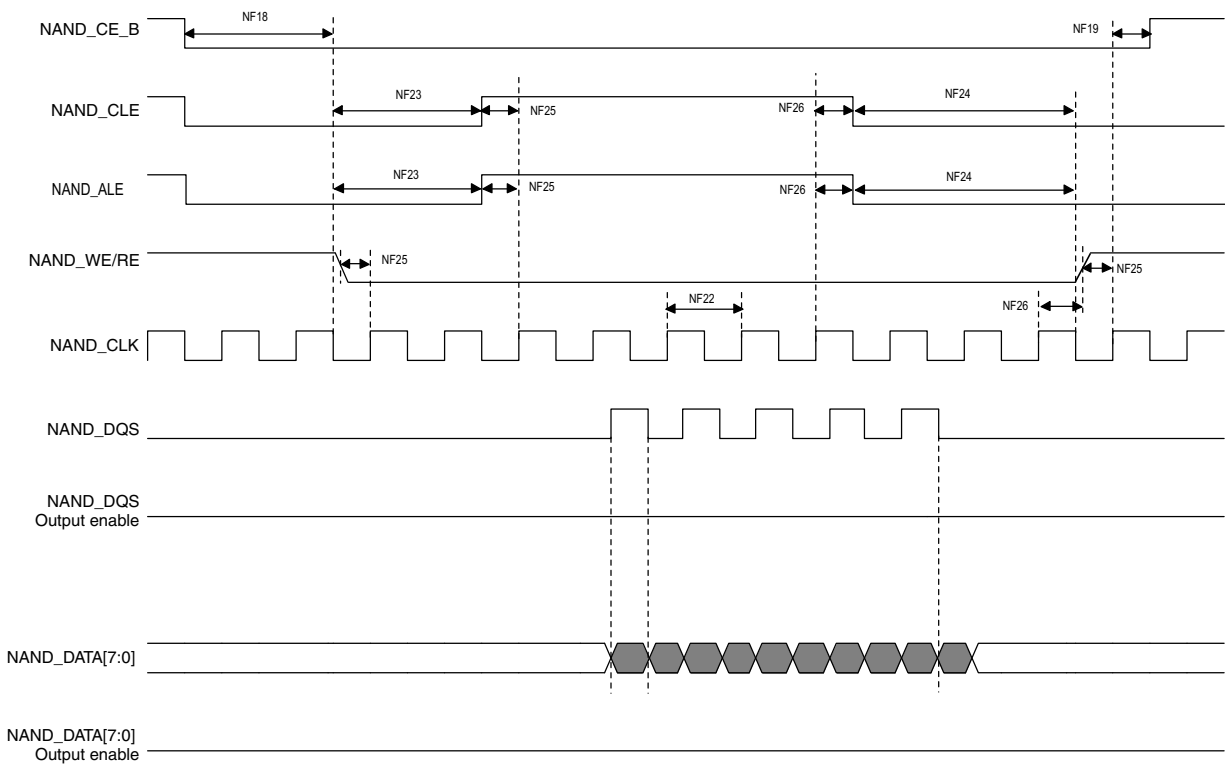 NF18
NAND_CE_B
NF19
NF23
NF25
NF26
NF24
NAND_CLE
NF23
NF25
NF26
NF24
NAND_ALE
NAND_WE/RE
NF25
NF25
NF22
NF26
NAND_CLK
NAND_DQS
NAND_DQS
Output enable
NAND_DATA[7:0]
NAND_DATA[7:0]
Output enable